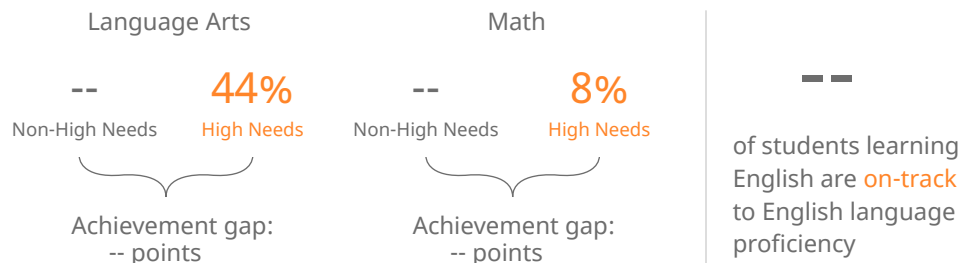 Language Arts
-- 44%
Non-High Needs High Needs
Achievement gap:
-- points
Math
-- 8%
Non-High Needs High Needs
Achievement gap:
-- points
--
of students learning
English are on-track
to English language
proficiency